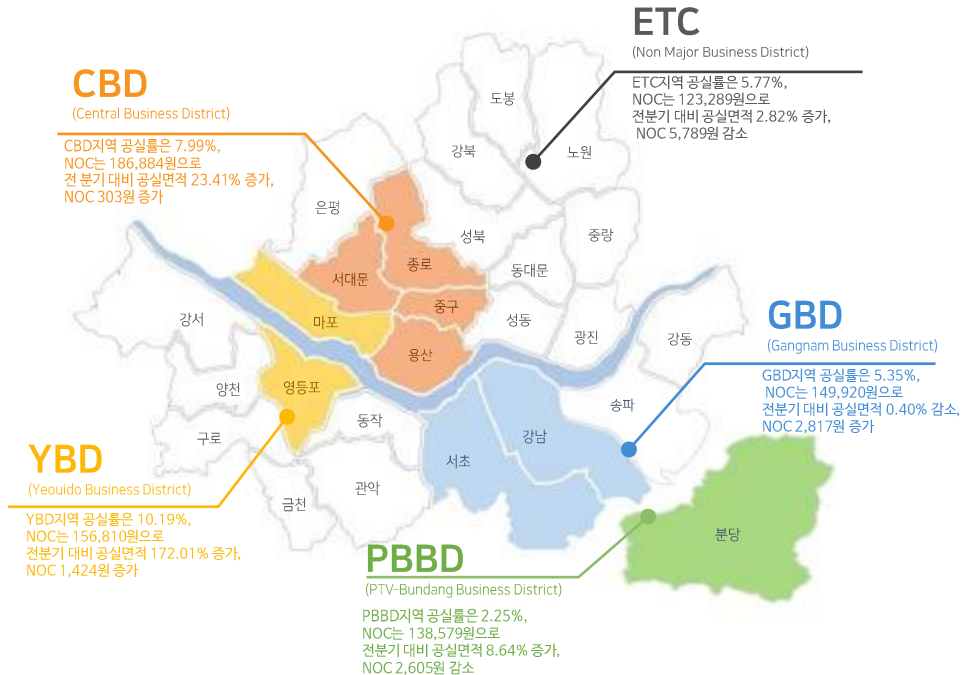 ETC
(Non Major Business District)
ETC지역 공실률은 5.77%,
NOC는 123,289원으로
전분기 대비 공실면적 2.82% 증가,
NOC 5,789원 감소
CBD
(Central Business District)
CBD지역 공실률은 7.99%,
NOC는 186,884원으로
전 분기 대비 공실면적 23.41% 증가,
NOC 303원 증가
도봉
강북
노원
은평
성북
중랑
서대문
종로
동대문
강서
마포
중구
성동
광진
강동
용산
GBD
(Gangnam Business District)
GBD지역 공실률은 5.35%,
NOC는 149,920원으로
전분기 대비 공실면적 0.40% 감소,
NOC 2,817원 증가
양천
영등포
동작
송파
구로
강남
서초
관악
금천
분당
YBD
(Yeouido Business District)
YBD지역 공실률은 10.19%,
NOC는 156,810원으로
전분기 대비 공실면적 172.01% 증가,
NOC 1,424원 증가
PBBD
(PTV-Bundang Business District)
PBBD지역 공실률은 2.25%,
NOC는 138,579원으로
전분기 대비 공실면적 8.64% 증가,
NOC 2,605원 감소